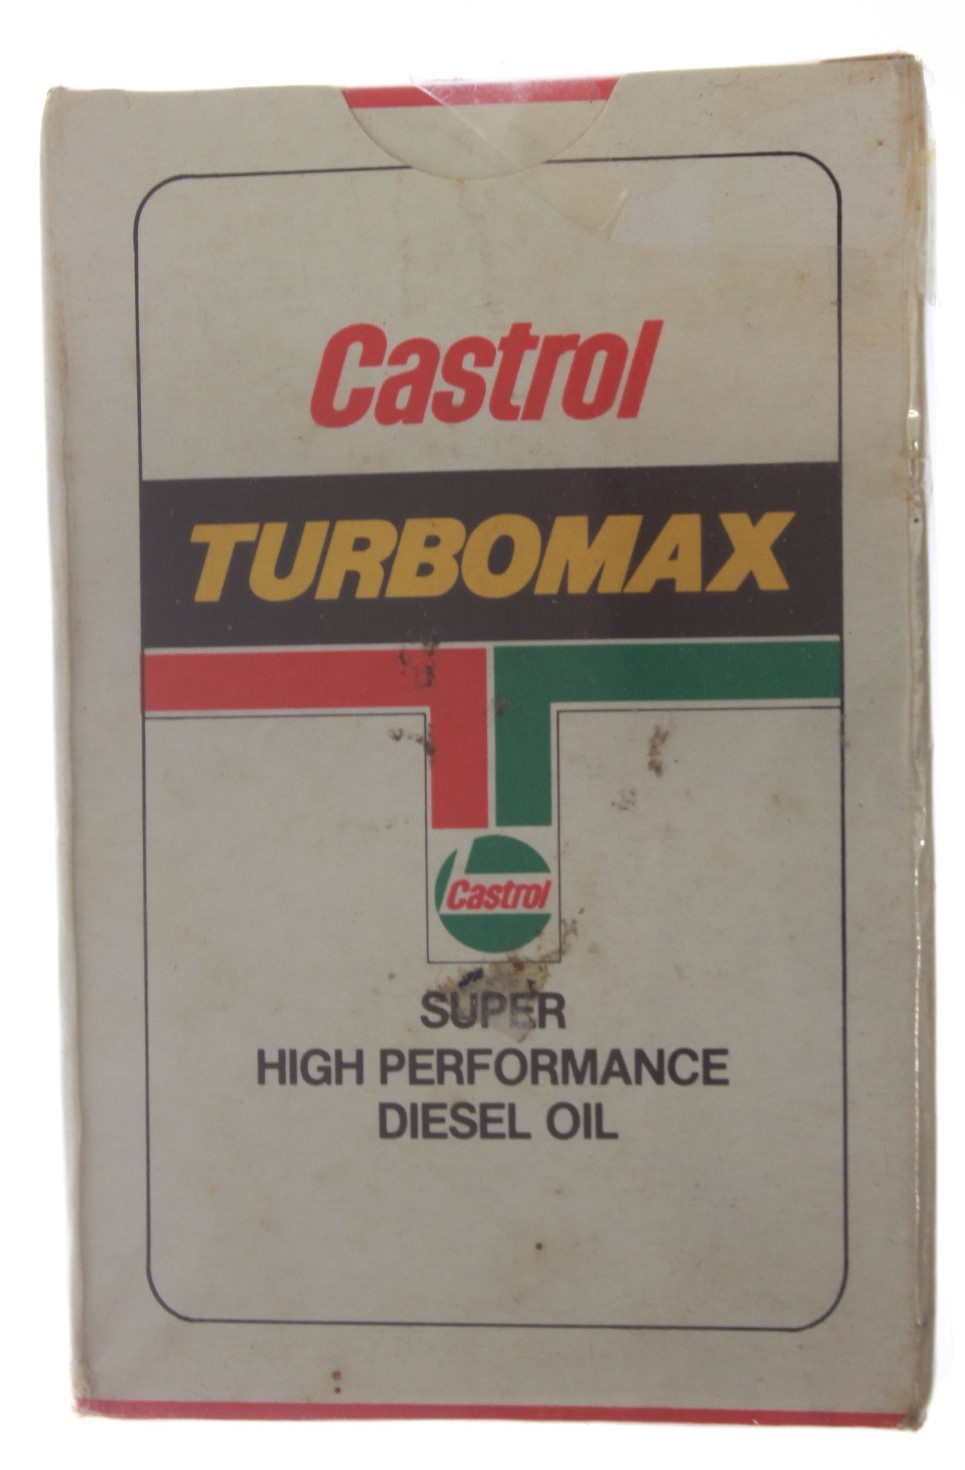 Castrol
TURBOMAX
Castrol
SUPER
HIGH PERFORMANCE
DIESEL OIL